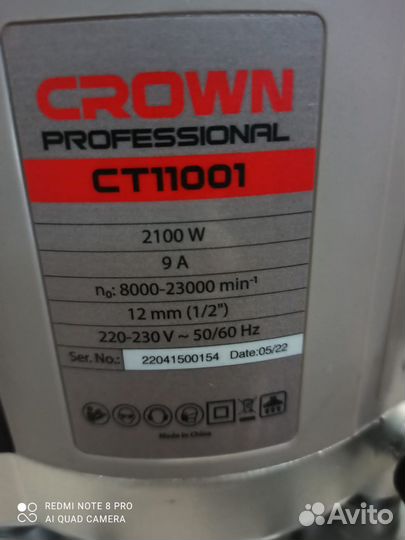 CROWN
PROFESSIONAL
CT11001
2100 W
9 A
n₀: 8000-23000 min⁻¹
12 mm (1/2")
220-230 V ~ 50/60 Hz
Ser. No.: 22041500154 Date:05/22
Made in China
REDMI NOTE 8 PRO
AI QUAD CAMERA
Avito